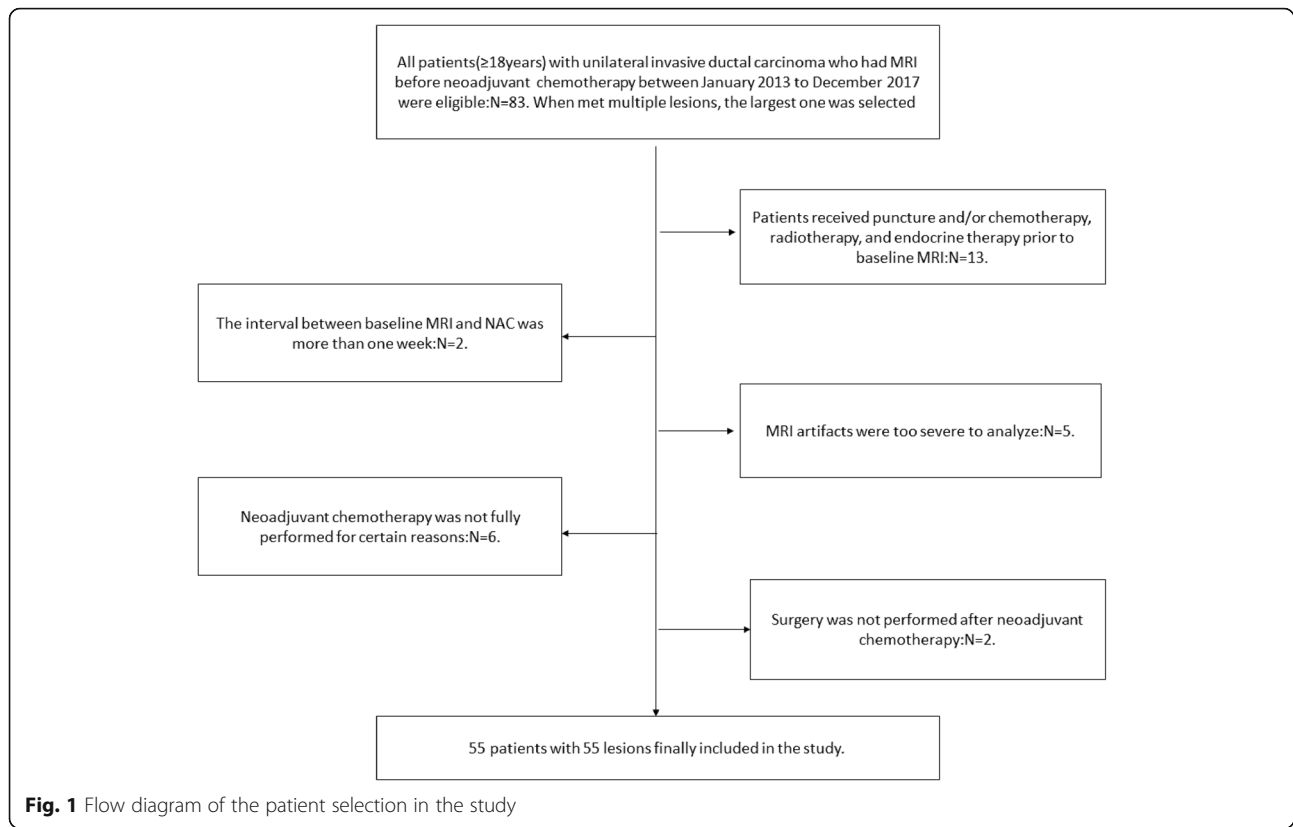 All patients(≥18years) with unilateral invasive ductal carcinoma who had MRI
before neoadjuvant chemotherapy between January 2013 to December 2017
were eligible:N=83. When met multiple lesions, the largest one was selected
Patients received puncture and/or chemotherapy,
radiotherapy, and endocrine therapy prior to
baseline MRI:N=13.
The interval between baseline MRI and NAC was
more than one week:N=2.
MRI artifacts were too severe to analyze:N=5.
Neoadjuvant chemotherapy was not fully
performed for certain reasons:N=6.
Surgery was not performed after neoadjuvant
chemotherapy:N=2.
55 patients with 55 lesions finally included in the study.
Fig. 1 Flow diagram of the patient selection in the study